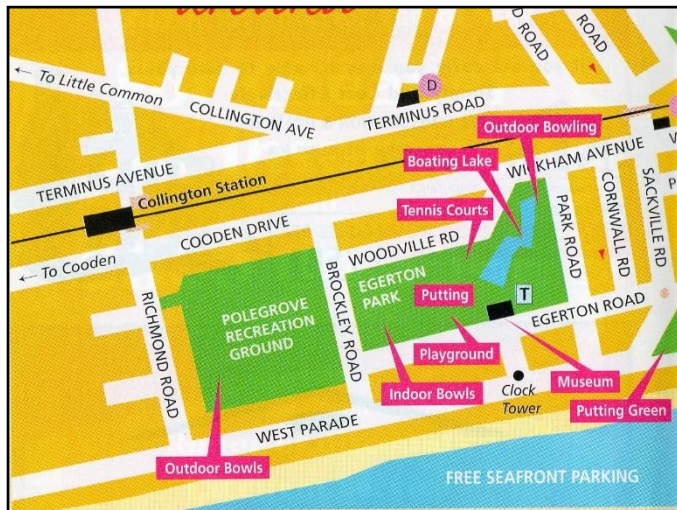 D ROAD
ROAD
← To Little Common
COLLINGTON AVE
D
TERMINUS ROAD
Outdoor Bowling
Boating Lake
WICKHAM AVENUE
TERMINUS AVENUE
Collington Station
Tennis Courts
COODEN DRIVE
WOODVILLE RD
PARK ROAD
CORNWALL RD
SACKVILLE RD
← To Cooden
RICHMOND ROAD
POLEGROVE
RECREATION
GROUND
BROCKLEY ROAD
EGERTON
PARK
Putting
T
EGERTON ROAD
Playground
Indoor Bowls
Museum
Clock
Tower
Putting Green
WEST PARADE
Outdoor Bowls
FREE SEAFRONT PARKING